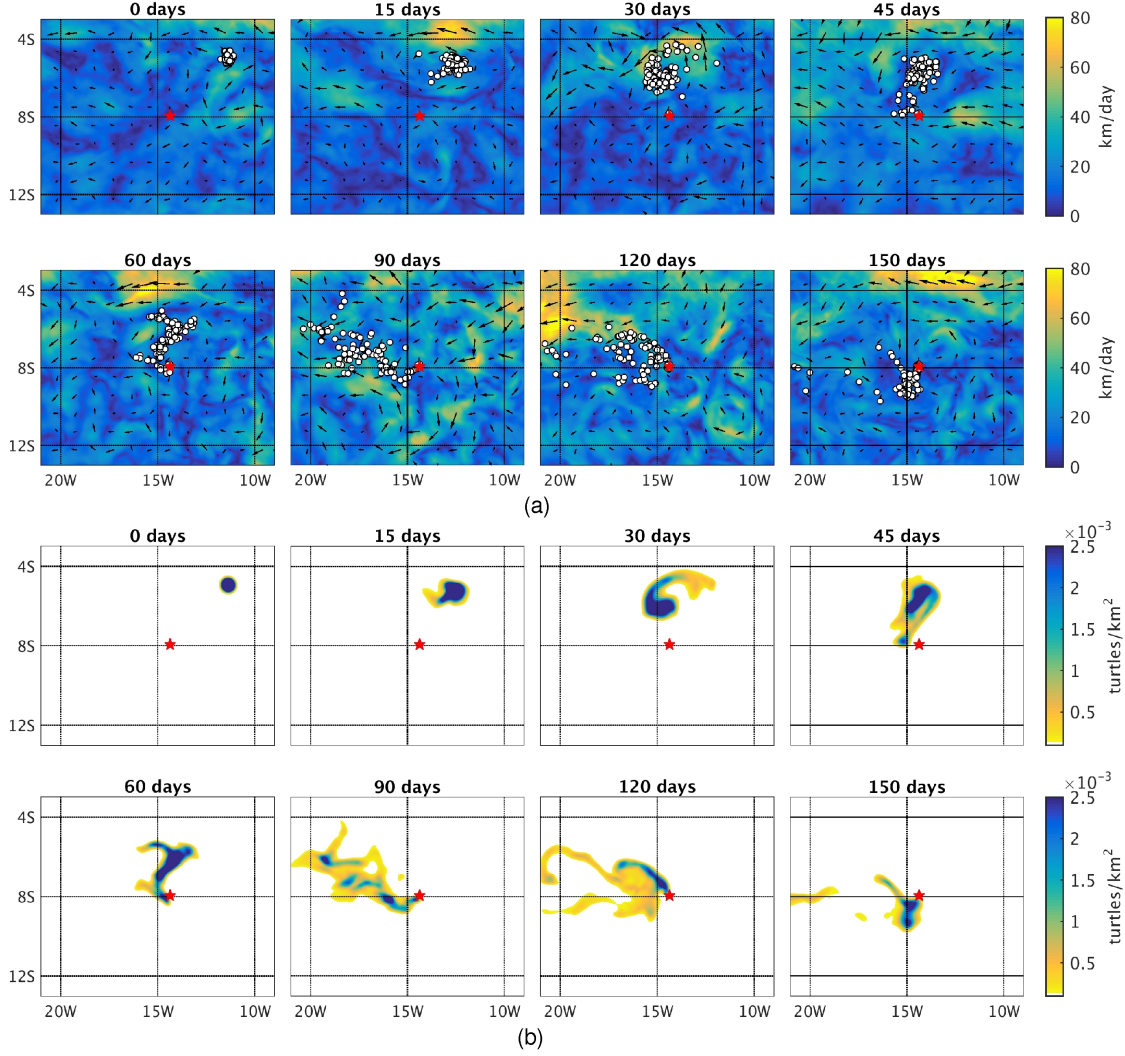 0 days 15 days 30 days 45 days
4S 80
8S 60
12S 40
20
0
km/day
60 days 90 days 120 days 150 days
4S 80
8S 60
12S 40
20
0
km/day
20W 15W 10W 20W 15W 10W 20W 15W 10W 20W 15W 10W
(a)
0 days 15 days 30 days 45 days
×10⁻³
4S 2.5
8S 2
12S 1.5
1
0.5
turtles/km²
60 days 90 days 120 days 150 days
×10⁻³
4S 2.5
8S 2
12S 1.5
1
0.5
turtles/km²
20W 15W 10W 20W 15W 10W 20W 15W 10W 20W 15W 10W
(b)